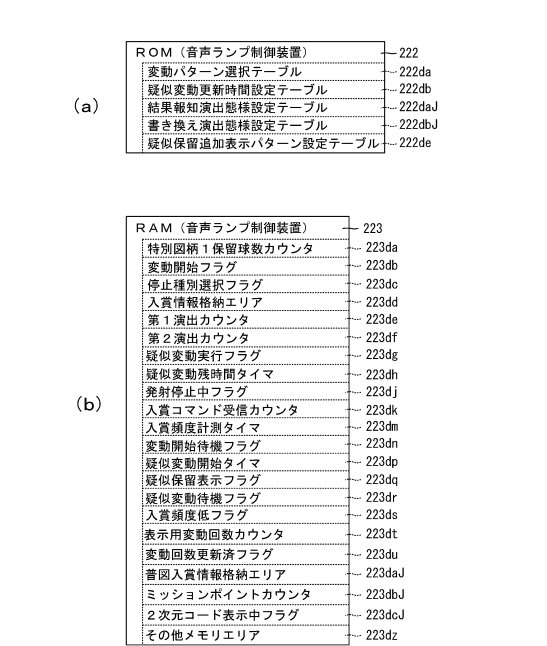 (a)
ROM(音声ランプ制御装置) 222
変動パターン選択テーブル 222da
疑似変動更新時間設定テーブル 222db
結果報知演出態様設定テーブル 222daJ
書き換え演出態様設定テーブル 222dbJ
疑似保留追加表示パターン設定テーブル 222de
(b)
RAM(音声ランプ制御装置) 223
特別図柄1保留球数カウンタ 223da
変動開始フラグ 223db
停止種別選択フラグ 223dc
入賞情報格納エリア 223dd
第1演出カウンタ 223de
第2演出カウンタ 223df
疑似変動実行フラグ 223dg
疑似変動残時間タイマ 223dh
発射停止中フラグ 223dj
入賞コマンド受信カウンタ 223dk
入賞頻度計測タイマ 223dm
変動開始待機フラグ 223dn
疑似変動開始タイマ 223dp
疑似保留表示フラグ 223dq
疑似変動待機フラグ 223dr
入賞頻度低フラグ 223ds
表示用変動回数カウンタ 223dt
変動回数更新済フラグ 223du
普図入賞情報格納エリア 223daJ
ミッションポイントカウンタ 223dbJ
2次元コード表示中フラグ 223dcJ
その他メモリエリア 223dz